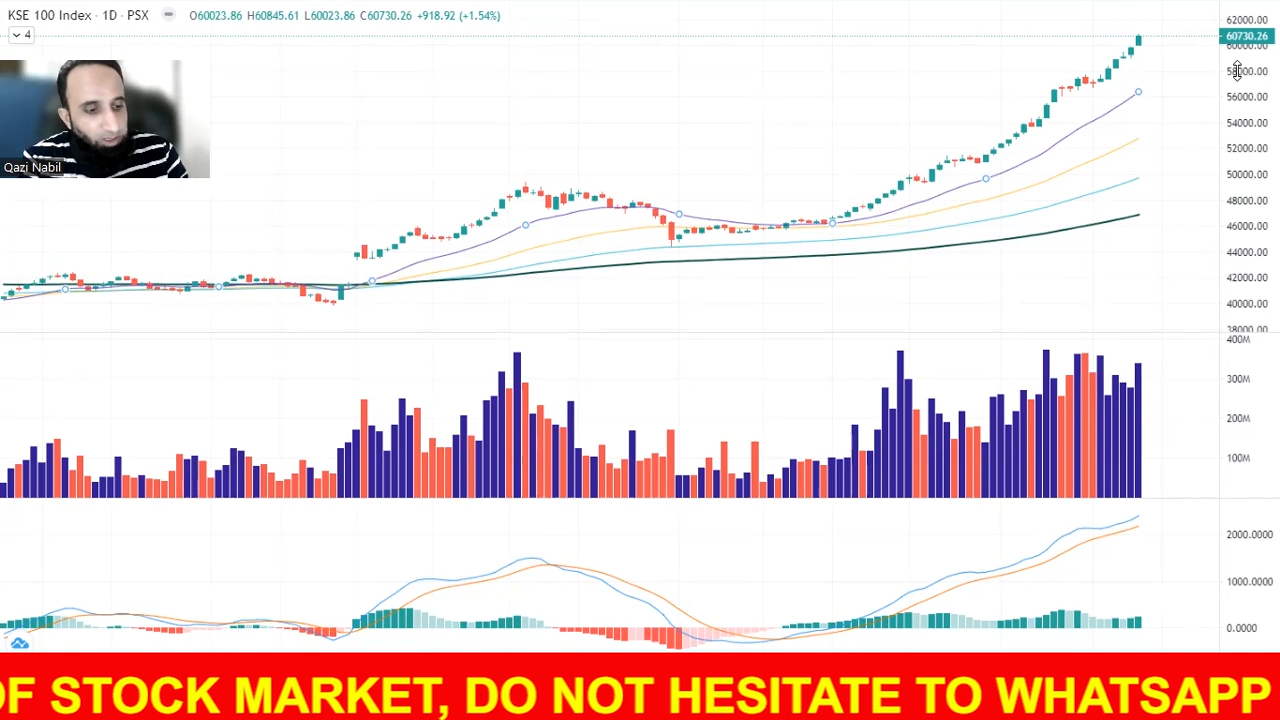 KSE 100 Index · 1D · PSX O60023.86 H60845.61 L60023.86 C60730.26 +918.92 (+1.54%)
4
Qazi Nabil
62000.00
60730.26
60000.00
58000.00
56000.00
54000.00
52000.00
50000.00
48000.00
46000.00
44000.00
42000.00
40000.00
38000.00
400M
300M
200M
100M
2000.0000
1000.0000
0.0000
OF STOCK MARKET, DO NOT HESITATE TO WHATSAPP